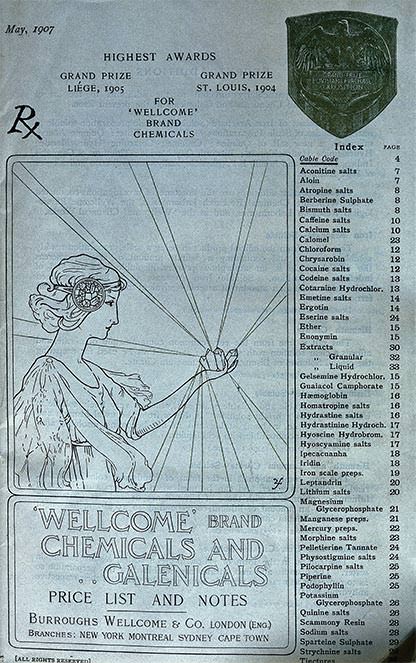 May, 1907
HIGHEST AWARDS
GRAND PRIZE
LIÉGE, 1905
GRAND PRIZE
ST. LOUIS, 1904
FOR
'WELLCOME'
BRAND
CHEMICALS
Rx
GRAND PRIZE
LOUISIANA PURCHASE
EXPOSITION
Index PAGE
Cable Code 4
Aconitine salts 7
Aloin 7
Atropine salts 8
Berberine Sulphate 8
Bismuth salts 8
Caffeine salts 10
Calcium salts 10
Calomel 23
Chloroform 12
Chrysarobin 12
Cocaine salts 12
Codeine salts 13
Cotarnine Hydrochlor. 13
Emetine salts 14
Ergotin 14
Eserine salts 24
Ether 15
Euonymin 15
Extracts 30
„ Granular 32
„ Liquid 33
Gelsemine Hydrochlor. 15
Guaiacol Camphorate 15
Hæmoglobin 16
Homatropine salts 16
Hydrastine salts 16
Hydrastinine Hydroch. 17
Hyoscine Hydrobrom. 17
Hyoscyamine salts 17
Ipecacuanha 18
Iridin 18
Iron scale preps. 19
Leptandrin 20
Lithium salts 20
Magnesium
Glycerophosphate 21
Manganese preps. 21
Mercury preps. 22
Morphine salts 23
Pelletierine Tannate 24
Physostigmine salts 24
Pilocarpine salts 25
Piperine 25
Podophyllin 25
Potassium
Glycerophosphate 26
Quinine salts 26
Scammony Resin 28
Sodium salts 28
Sparteine Sulphate 29
Strychnine salts
Tinctures
'WELLCOME' BRAND
CHEMICALS AND
.. GALENICALS
PRICE LIST AND NOTES
BURROUGHS WELLCOME & CO. LONDON (ENG.)
BRANCHES: NEW YORK MONTREAL SYDNEY CAPE TOWN
[ALL RIGHTS RESERVED]